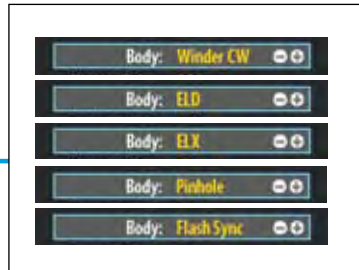 Body: Winder CW
Body: ELD
Body: ELX
Body: Pinhole
Body: Flash Sync